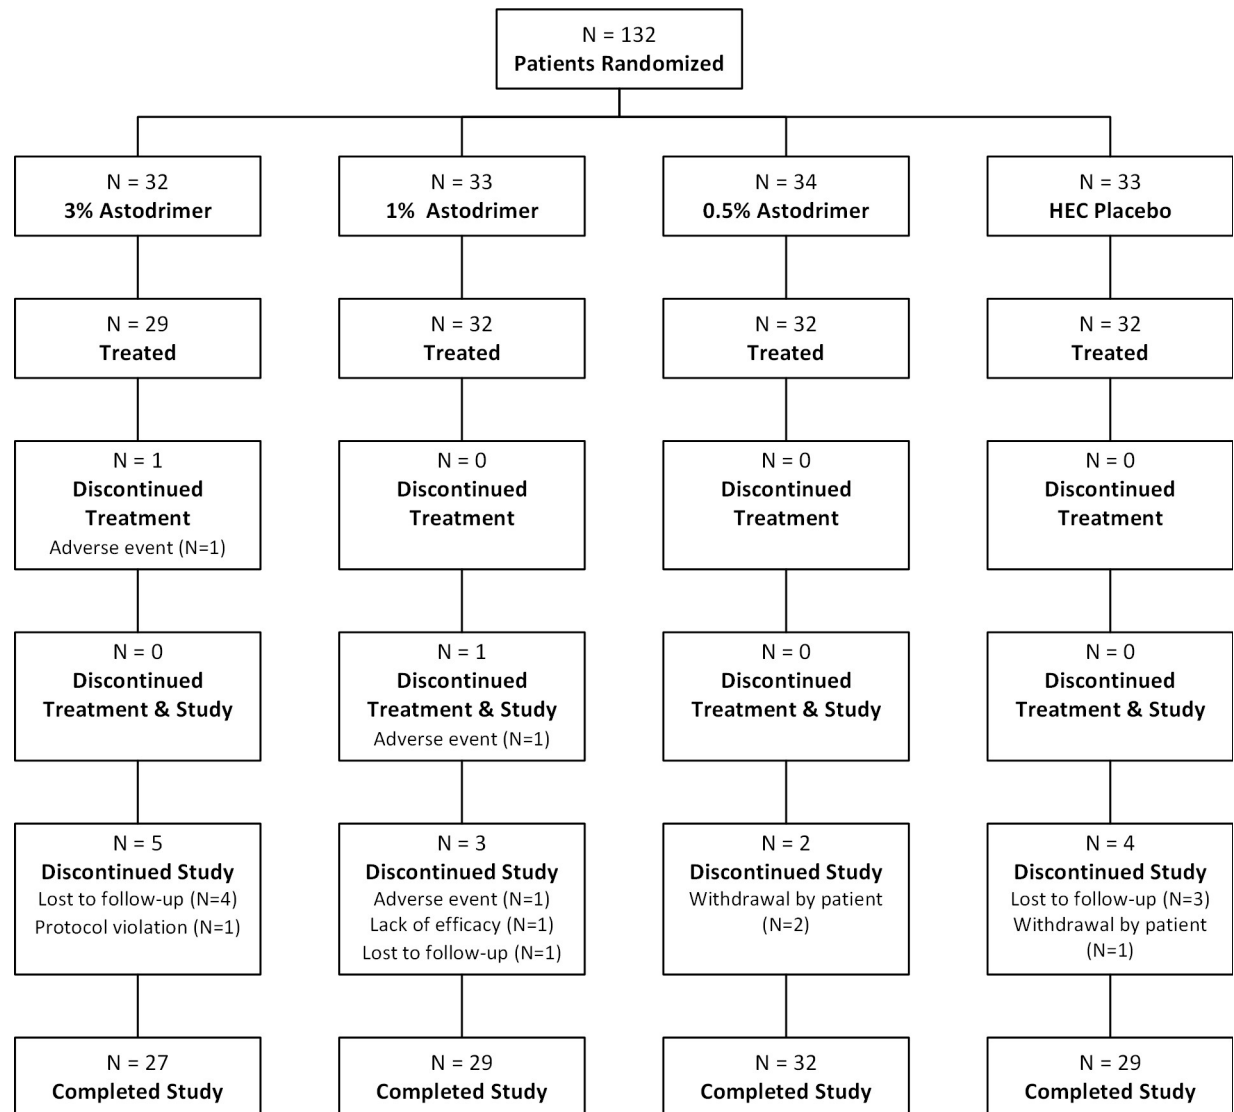 N = 132
Patients Randomized
N = 32
3% Astodrimer
N = 33
1% Astodrimer
N = 34
0.5% Astodrimer
N = 33
HEC Placebo
N = 29
Treated
N = 32
Treated
N = 32
Treated
N = 32
Treated
N = 1
Discontinued
Treatment
Adverse event (N=1)
N = 0
Discontinued
Treatment
N = 0
Discontinued
Treatment
N = 0
Discontinued
Treatment
N = 0
Discontinued
Treatment & Study
N = 1
Discontinued
Treatment & Study
Adverse event (N=1)
N = 0
Discontinued
Treatment & Study
N = 0
Discontinued
Treatment & Study
N = 5
Discontinued Study
Lost to follow-up (N=4)
Protocol violation (N=1)
N = 3
Discontinued Study
Adverse event (N=1)
Lack of efficacy (N=1)
Lost to follow-up (N=1)
N = 2
Discontinued Study
Withdrawal by patient
(N=2)
N = 4
Discontinued Study
Lost to follow-up (N=3)
Withdrawal by patient
(N=1)
N = 27
Completed Study
N = 29
Completed Study
N = 32
Completed Study
N = 29
Completed Study